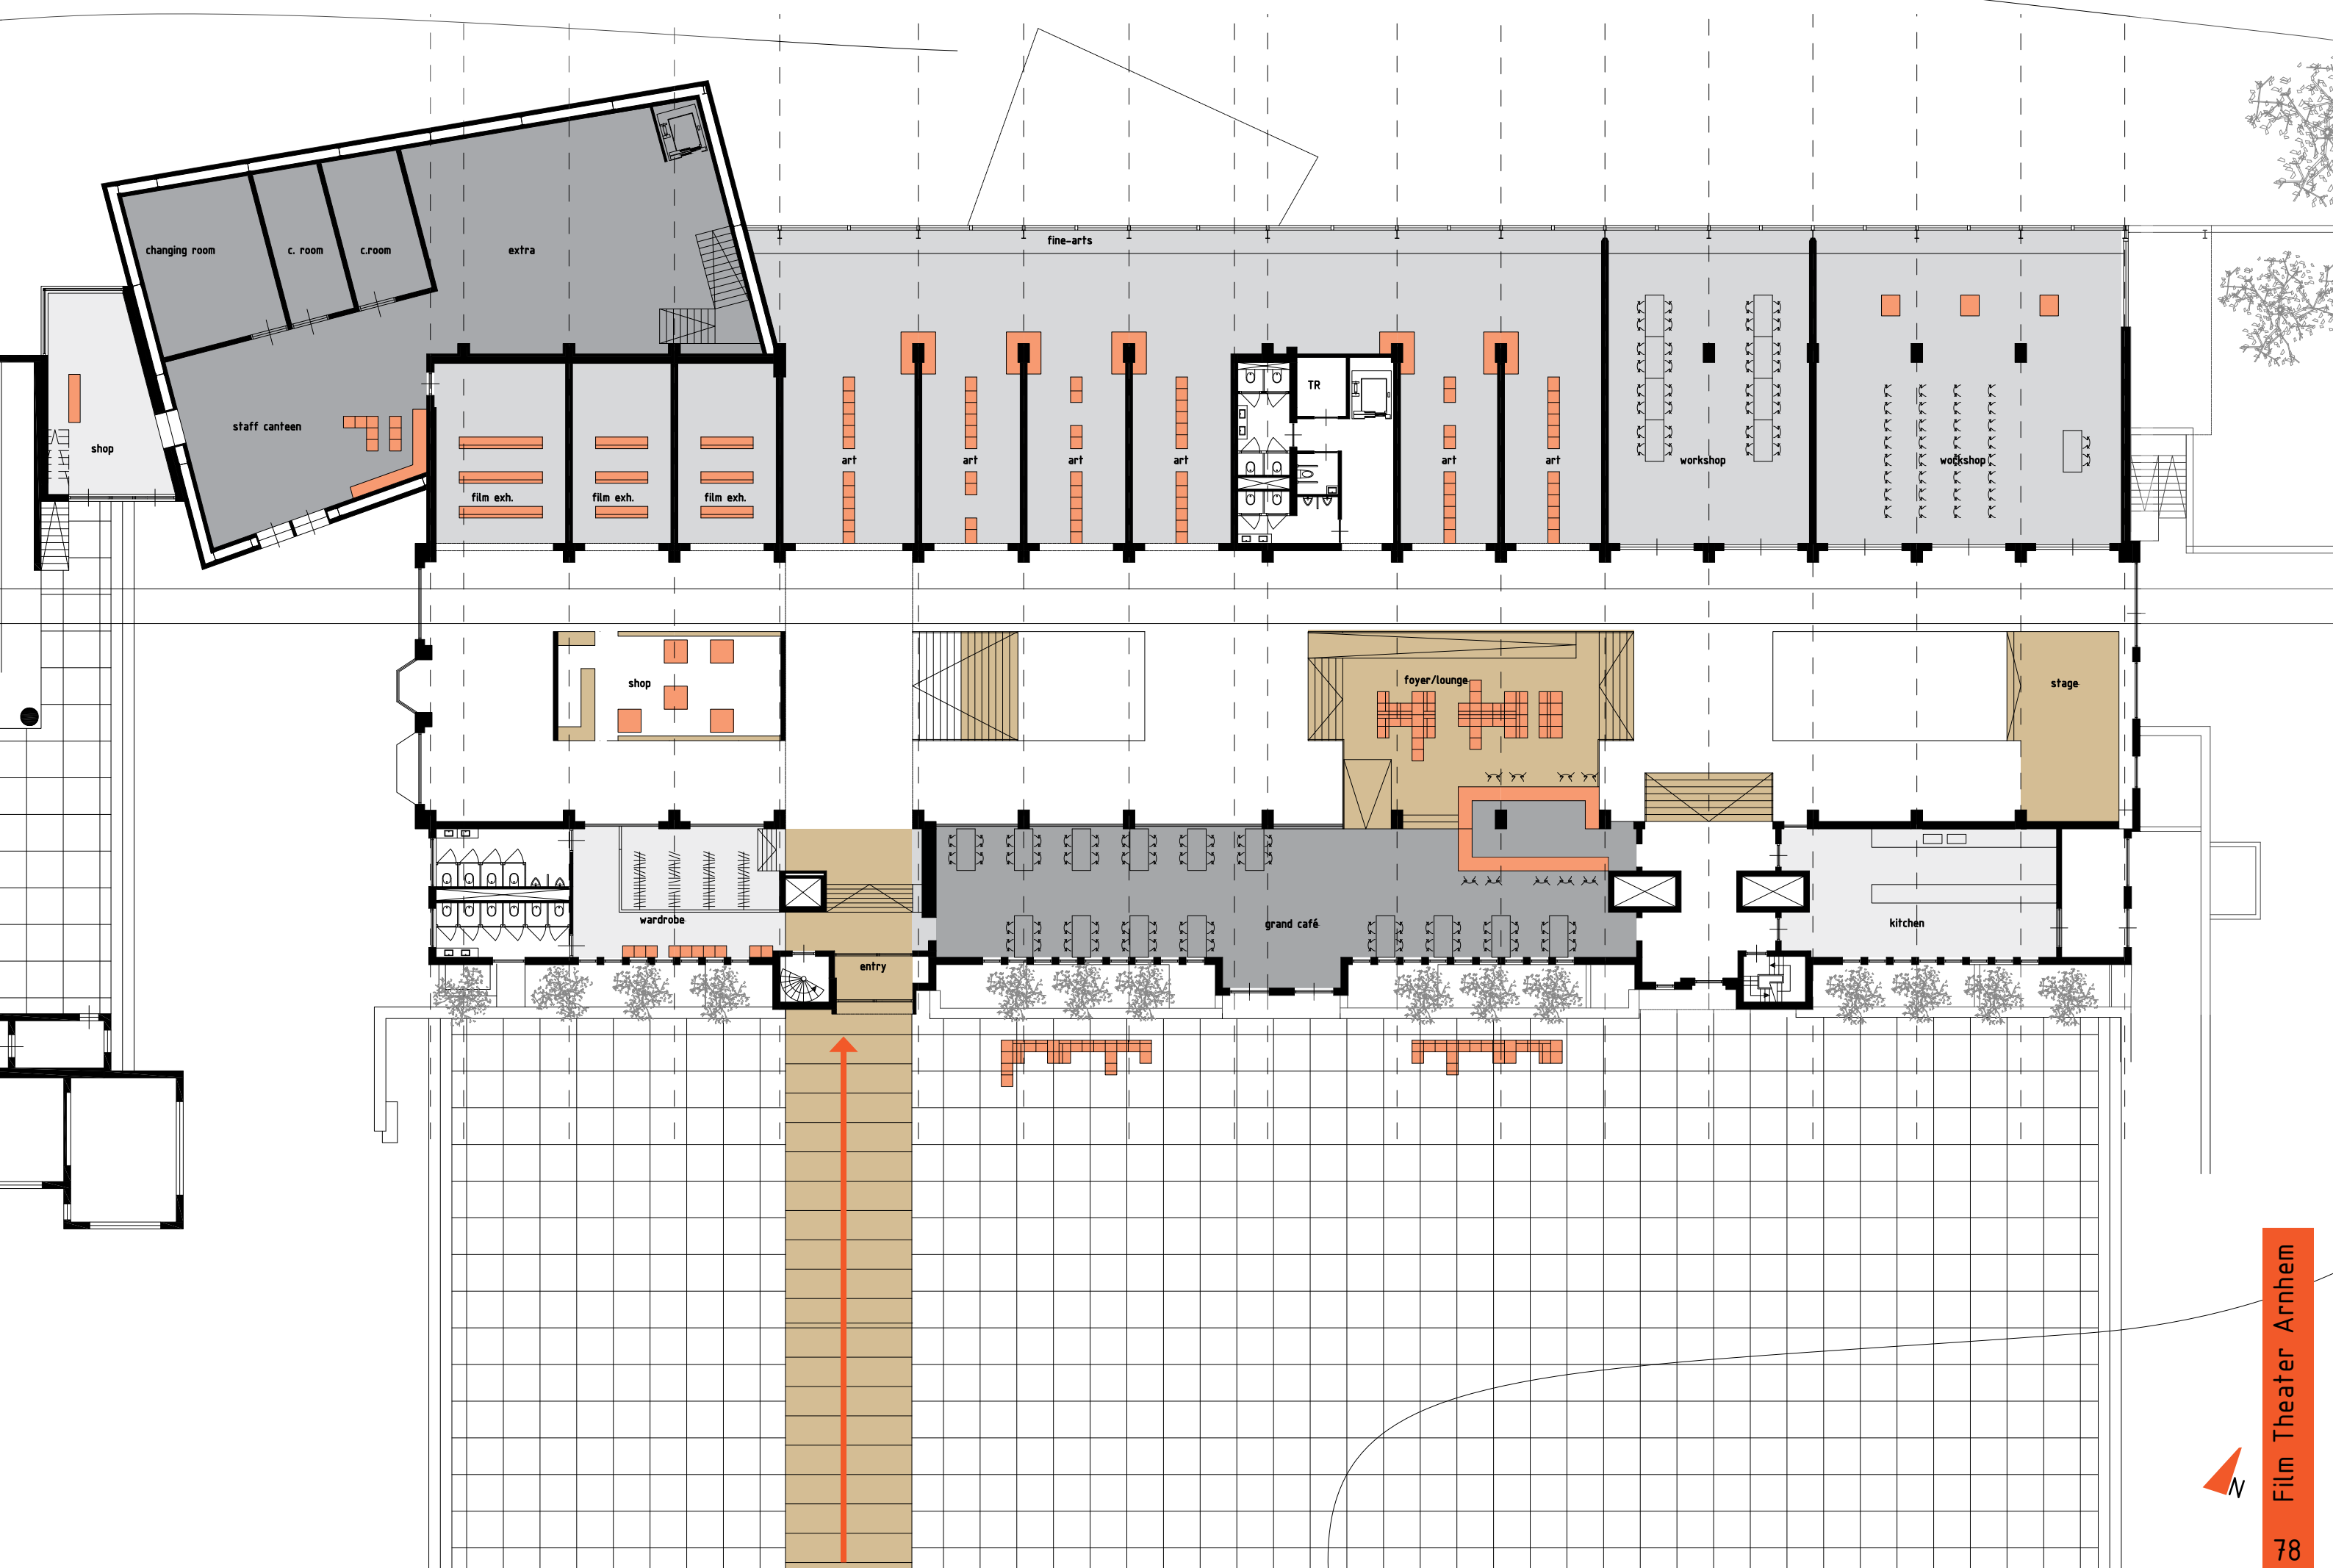 fine-arts
changing room
c. room
c.room
extra
TR
staff canteen
shop
art
art
art
art
art
art
workshop
workshop
film exh.
film exh.
film exh.
shop
foyer/lounge
stage
wardrobe
grand café
kitchen
entry
Film Theater Arnhem
N
78